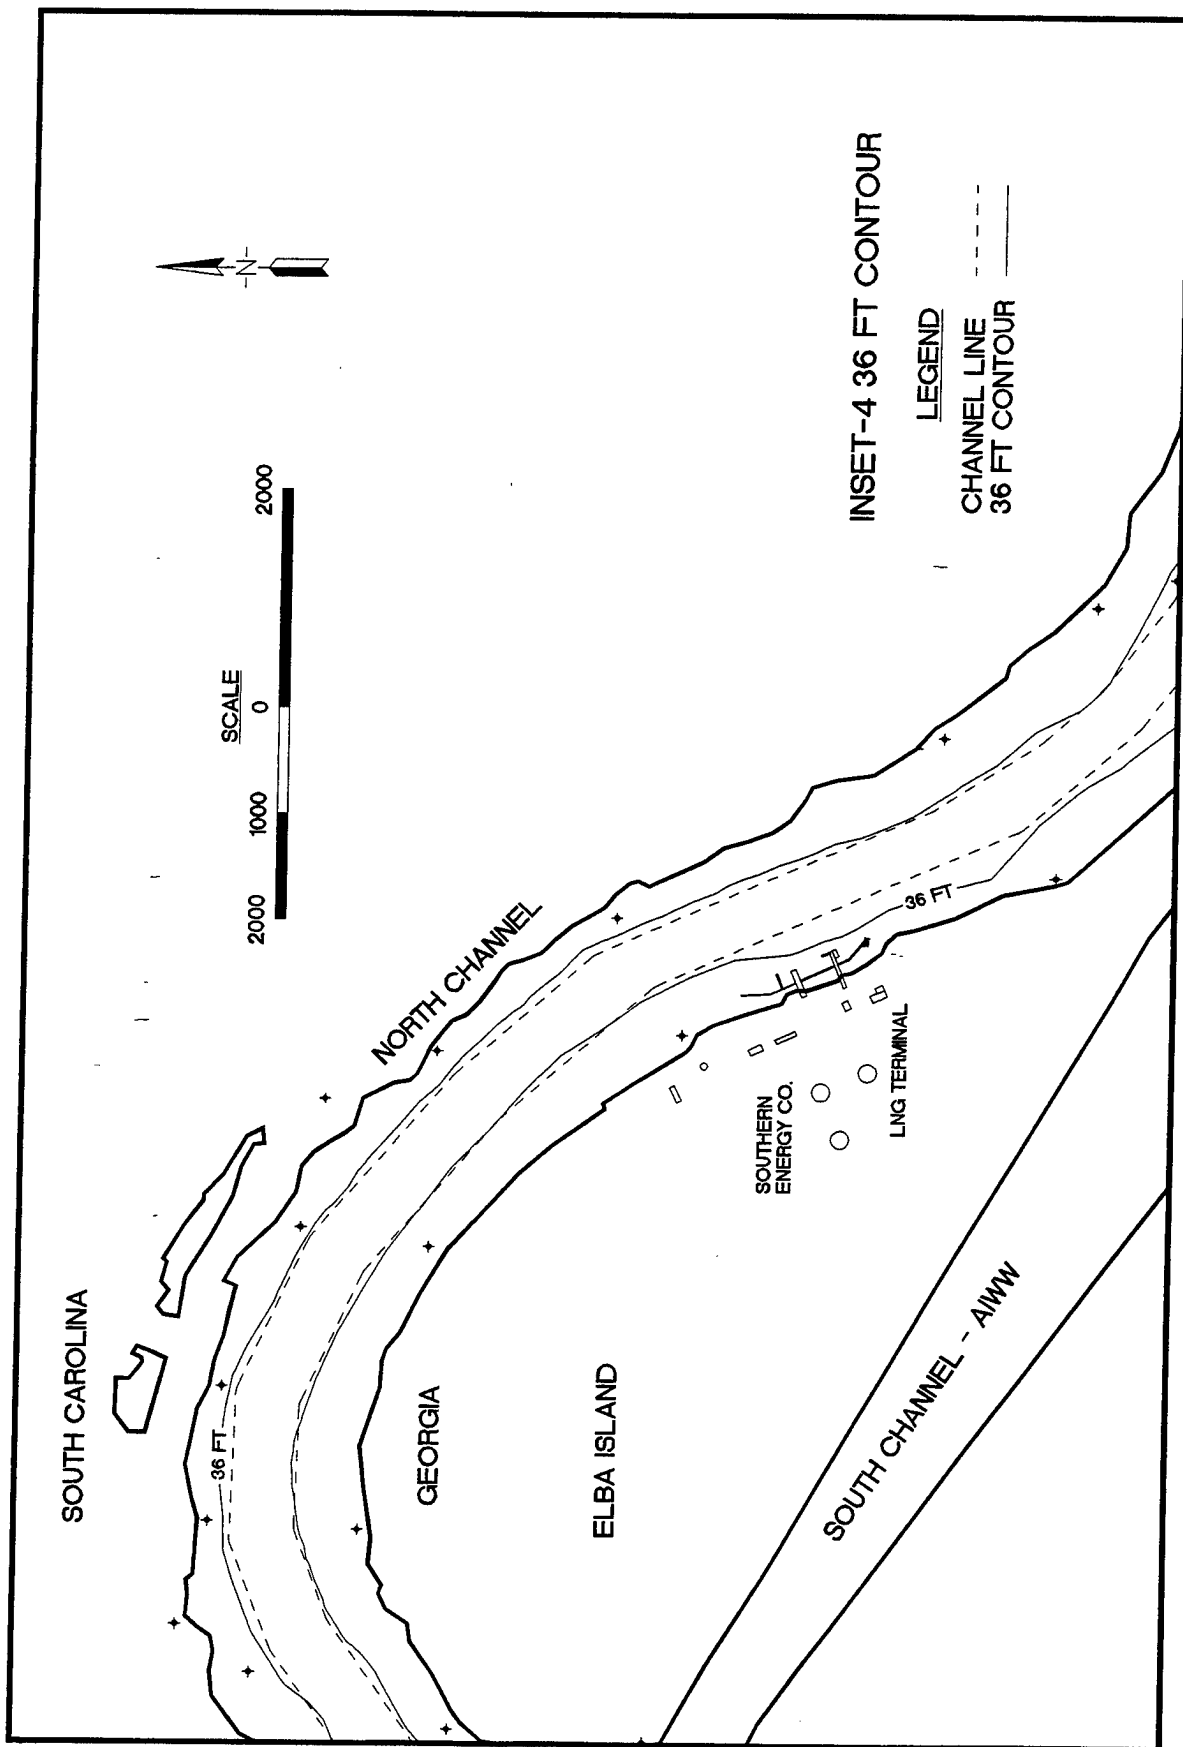 SOUTH CAROLINA
SCALE
2000 1000 0 2000
N
NORTH CHANNEL
36 FT
GEORGIA
ELBA ISLAND
SOUTHERN
ENERGY CO.
LNG TERMINAL
36 FT
SOUTH CHANNEL - AIWW
INSET-4 36 FT CONTOUR
LEGEND
CHANNEL LINE
36 FT CONTOUR